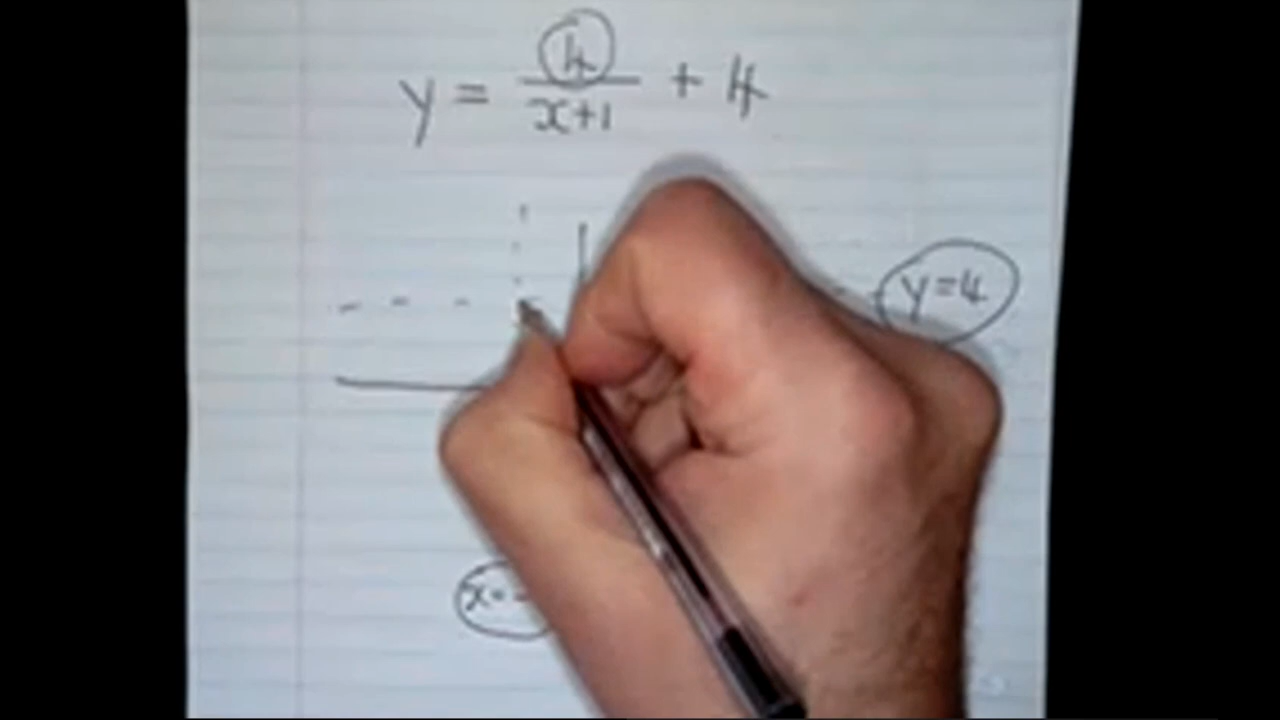 y = 4/(x+1) + 4
y=4
x=-